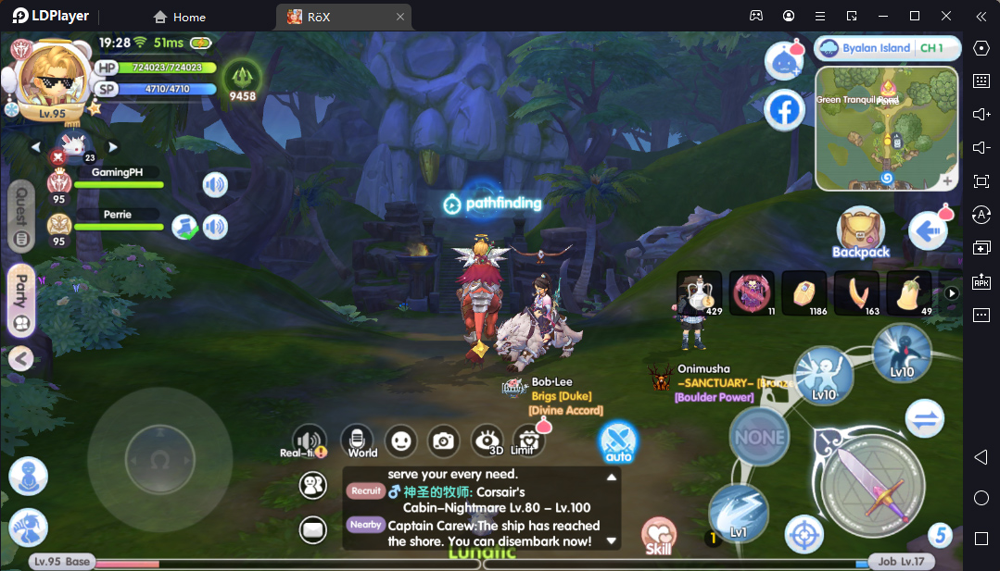 LDPlayer
Home
RöX
19:28
51ms
HP
724023/724023
SP
4710/4710
9458
Lv.95
23
GamingPH
95
Perrie
95
Quest
Party
Byalan Island
CH 1
Green Tranquil
pathfinding
Backpack
429
11
1186
163
49
Bob·Lee
Brigs [Duke]
[Divine Accord]
Onimusha
~SANCTUARY~ [Bronze
[Boulder Power]
Lv10
Lv10
NONE
Lv1
1
5
Real-ti
World
3D
Limit
auto
serve your every need.
Recruit
神圣的牧师: Corsair's
Cabin-Nightmare Lv.80 - Lv.100
Nearby
Captain Carew:The ship has reached
the shore. You can disembark now!
Lunatic
Skill
Lv.95 Base
Job Lv.17
APK